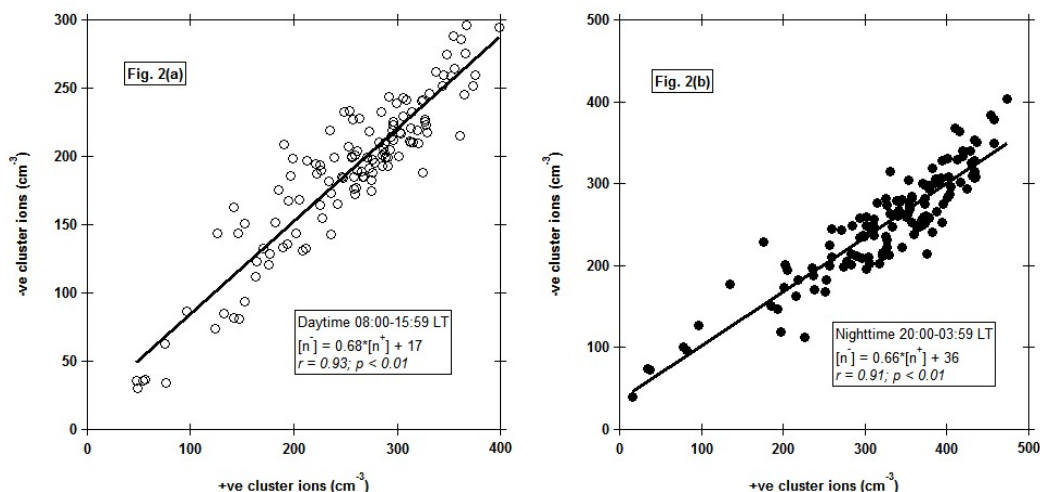 Fig. 2(a)
300
250
200
150
100
50
0
-ve cluster ions (cm⁻³)
Daytime 08:00-15:59 LT
[n⁻] = 0.68*[n⁺] + 17
r = 0.93; p < 0.01
0 100 200 300 400
+ve cluster ions (cm⁻³)
Fig. 2(b)
500
400
300
200
100
0
-ve cluster ions (cm⁻³)
Nighttime 20:00-03:59 LT
[n⁻] = 0.66*[n⁺] + 36
r = 0.91; p < 0.01
0 100 200 300 400 500
+ve cluster ions (cm⁻³)